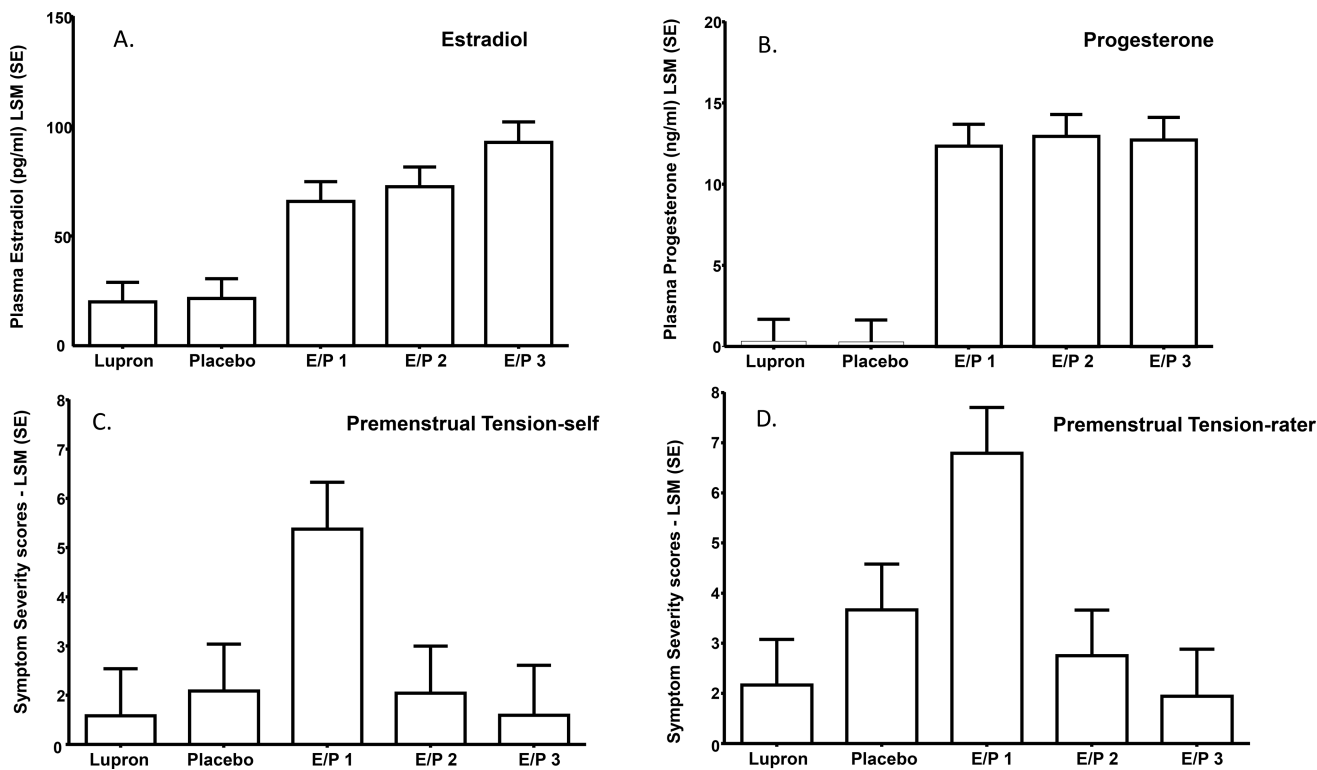 A.
Estradiol
Plasma Estradiol (pg/ml) LSM (SE)
150
100
50
0
Lupron Placebo E/P 1 E/P 2 E/P 3
B.
Progesterone
Plasma Progesterone (ng/ml) LSM (SE)
20
15
10
5
0
Lupron Placebo E/P 1 E/P 2 E/P 3
C.
Premenstrual Tension-self
Symptom Severity scores - LSM (SE)
8
7
6
5
4
3
2
0
Lupron Placebo E/P 1 E/P 2 E/P 3
D.
Premenstrual Tension-rater
Symptom Severity scores - LSM (SE)
8
7
6
5
4
3
2
0
Lupron Placebo E/P 1 E/P 2 E/P 3